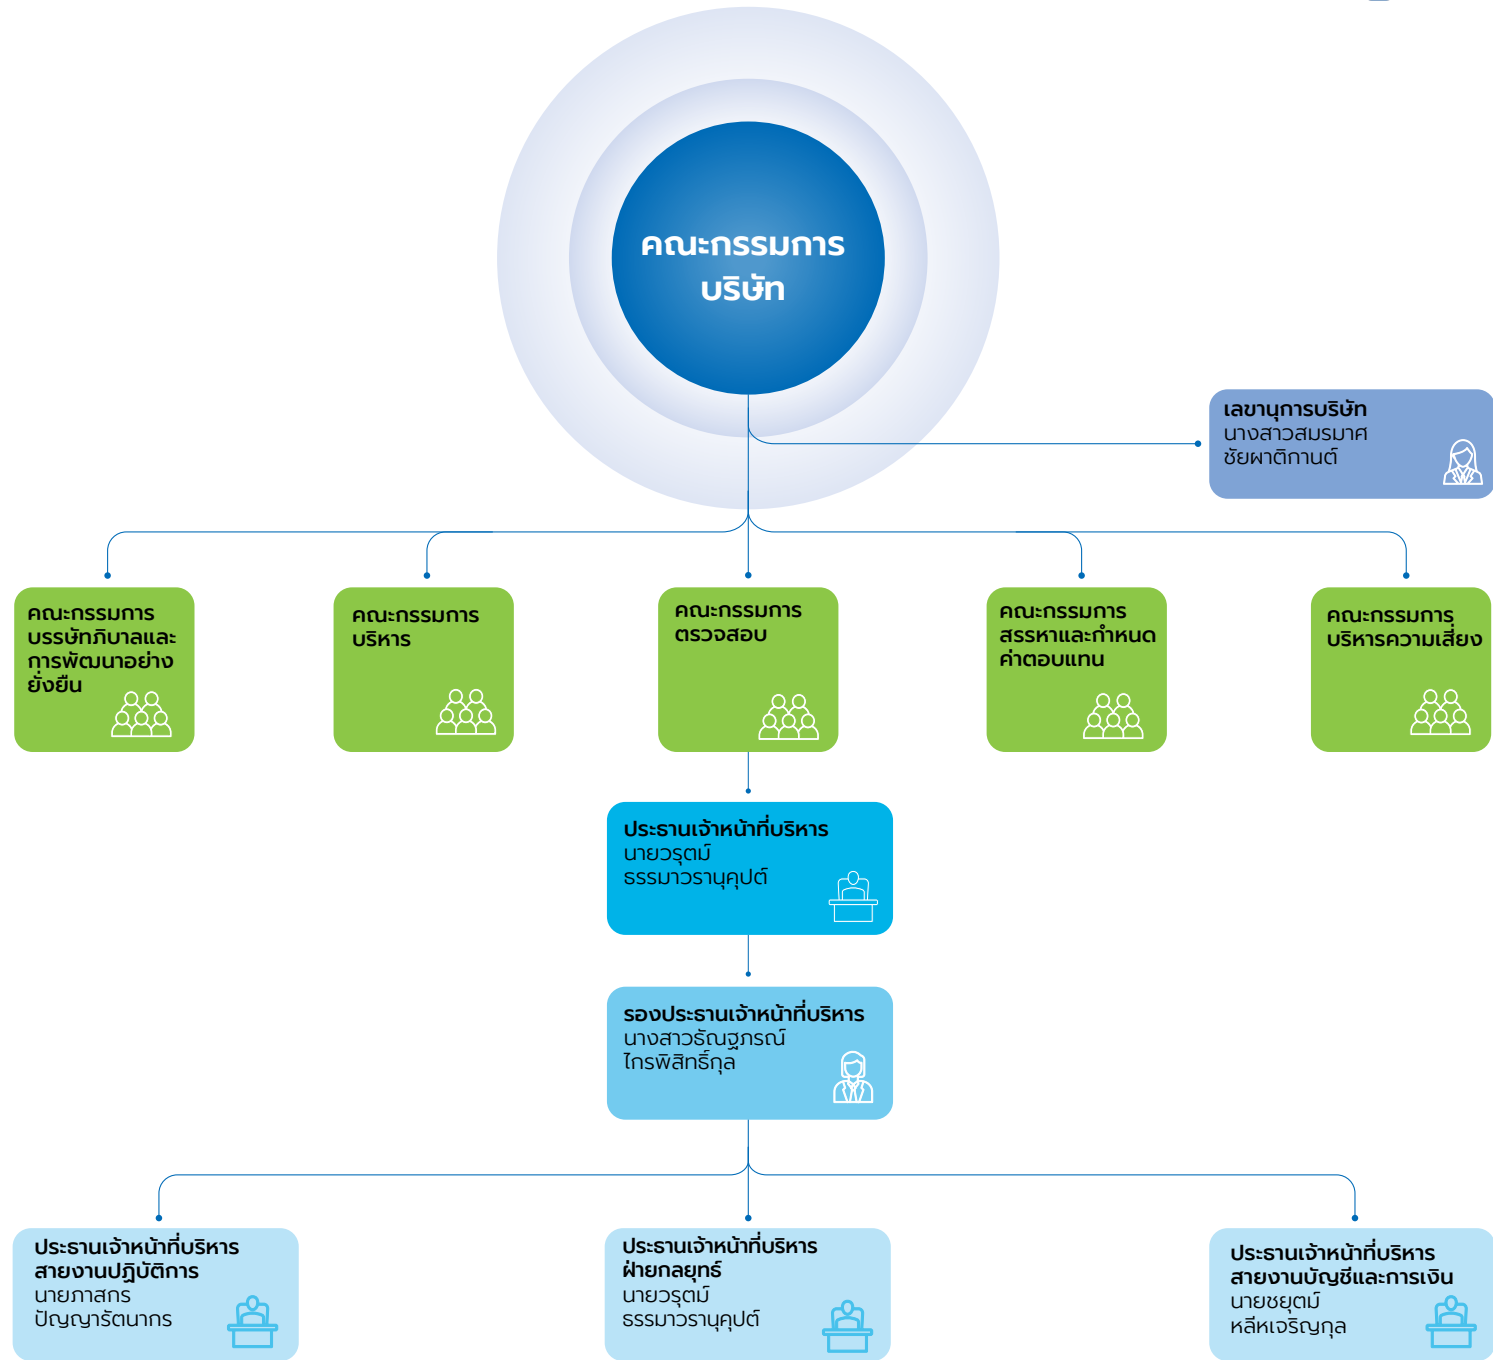 คณะกรรมการ
บริษัท
เลขานุการบริษัท
นางสาวสมรมาศ
ชัยผาติกานต์
คณะกรรมการ
บรรษัทภิบาลและ
การพัฒนาอย่าง
ยั่งยืน
คณะกรรมการ
บริหาร
คณะกรรมการ
ตรวจสอบ
คณะกรรมการ
สรรหาและกำหนด
ค่าตอบแทน
คณะกรรมการ
บริหารความเสี่ยง
ประธานเจ้าหน้าที่บริหาร
นายวรุตม์
ธรรมาวรานุคุปต์
รองประธานเจ้าหน้าที่บริหาร
นางสาวธัณฐภรณ์
ไกรพิสิทธิ์กุล
ประธานเจ้าหน้าที่บริหาร
สายงานปฏิบัติการ
นายภาสกร
ปัญญารัตนากร
ประธานเจ้าหน้าที่บริหาร
ฝ่ายกลยุทธ์
นายวรุตม์
ธรรมาวรานุคุปต์
ประธานเจ้าหน้าที่บริหาร
สายงานบัญชีและการเงิน
นายชยุตม์
หลีหเจริญกุล